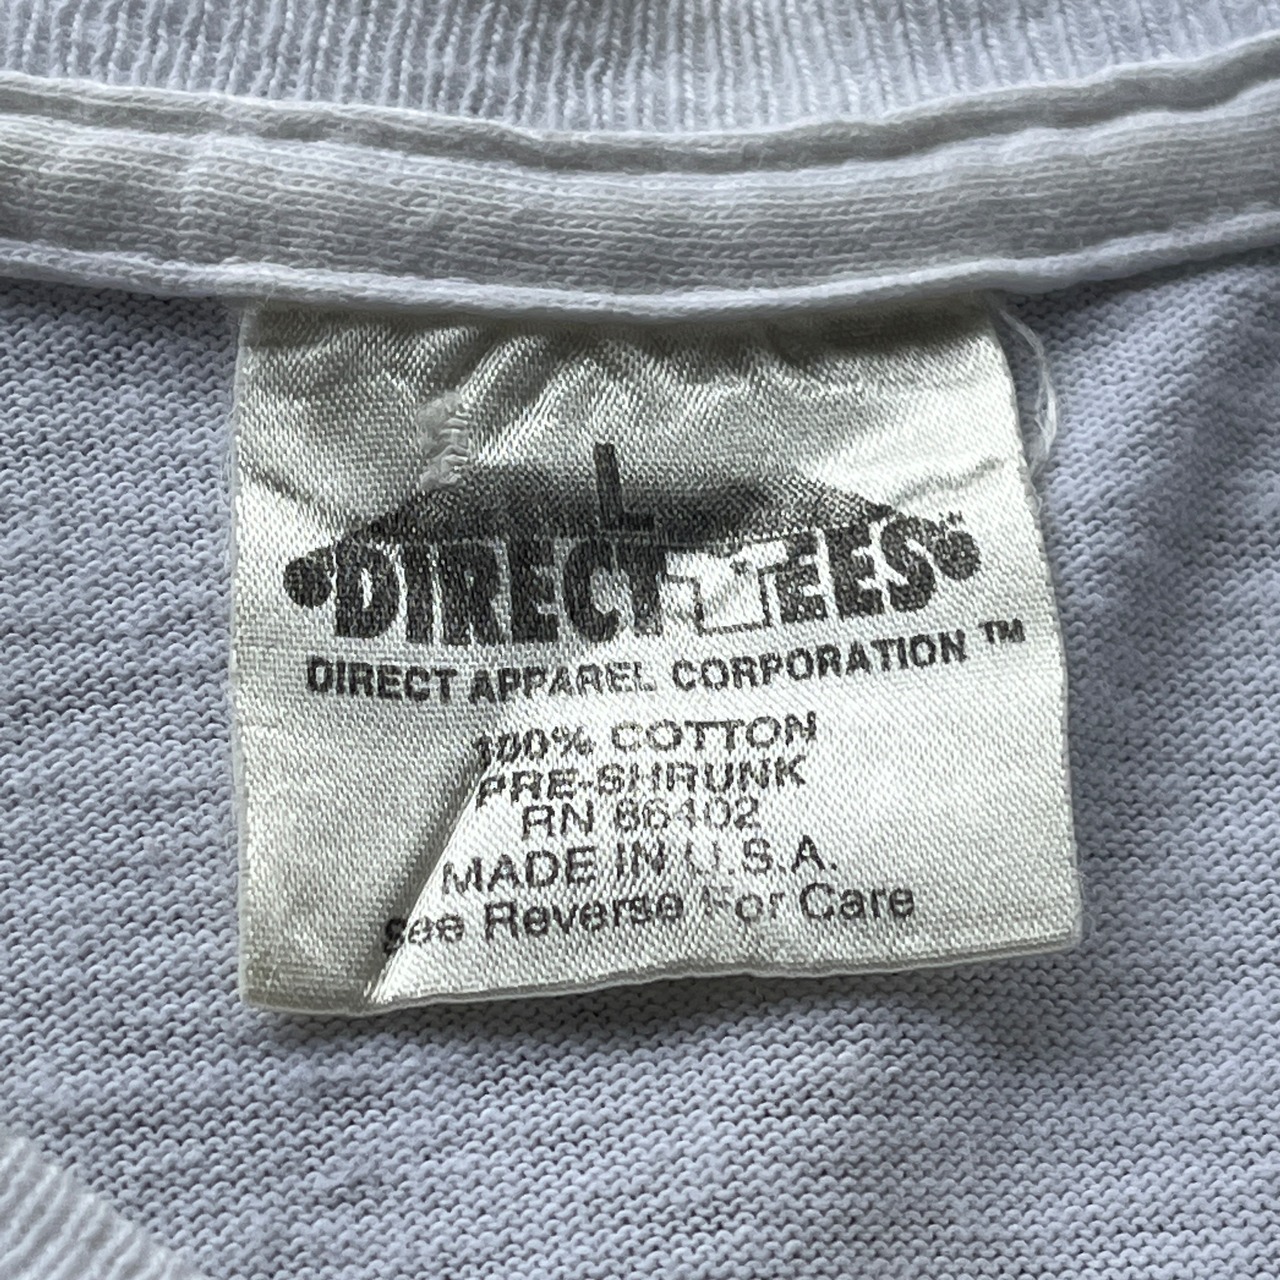 L
DIRECT TEES
DIRECT APPAREL CORPORATION ™
100% COTTON
PRE-SHRUNK
RN 86402
MADE IN U.S.A.
see Reverse For Care